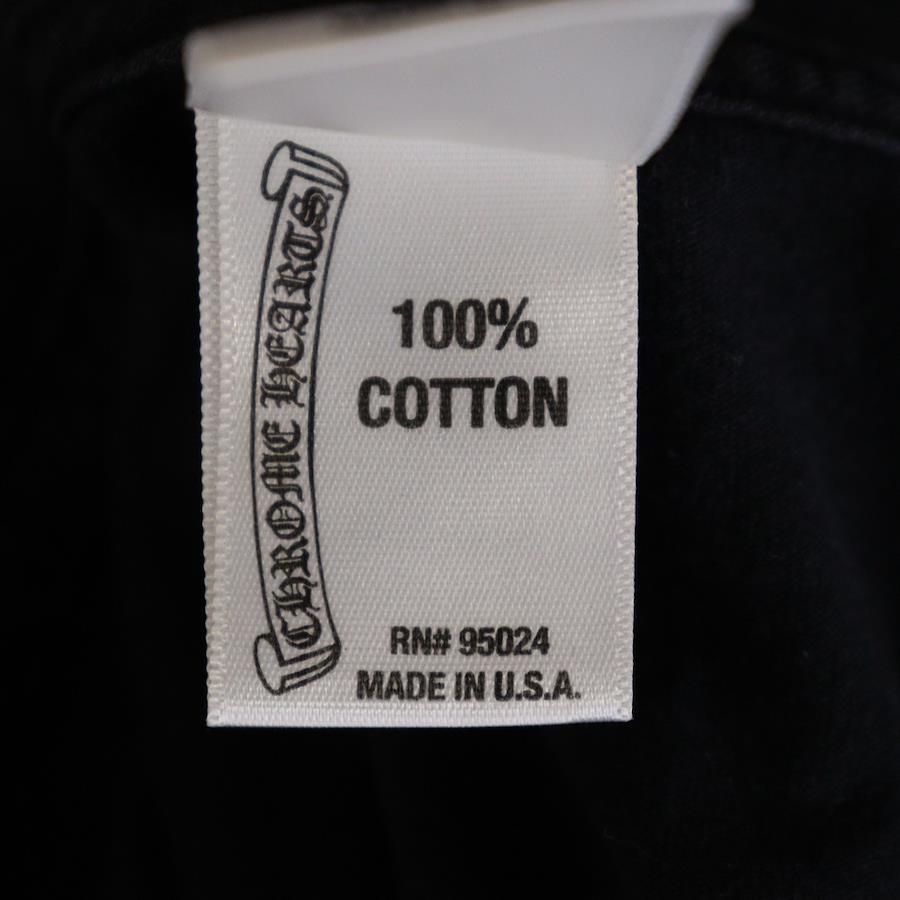 CHROME HEARTS
100%
COTTON
RN# 95024
MADE IN U.S.A.